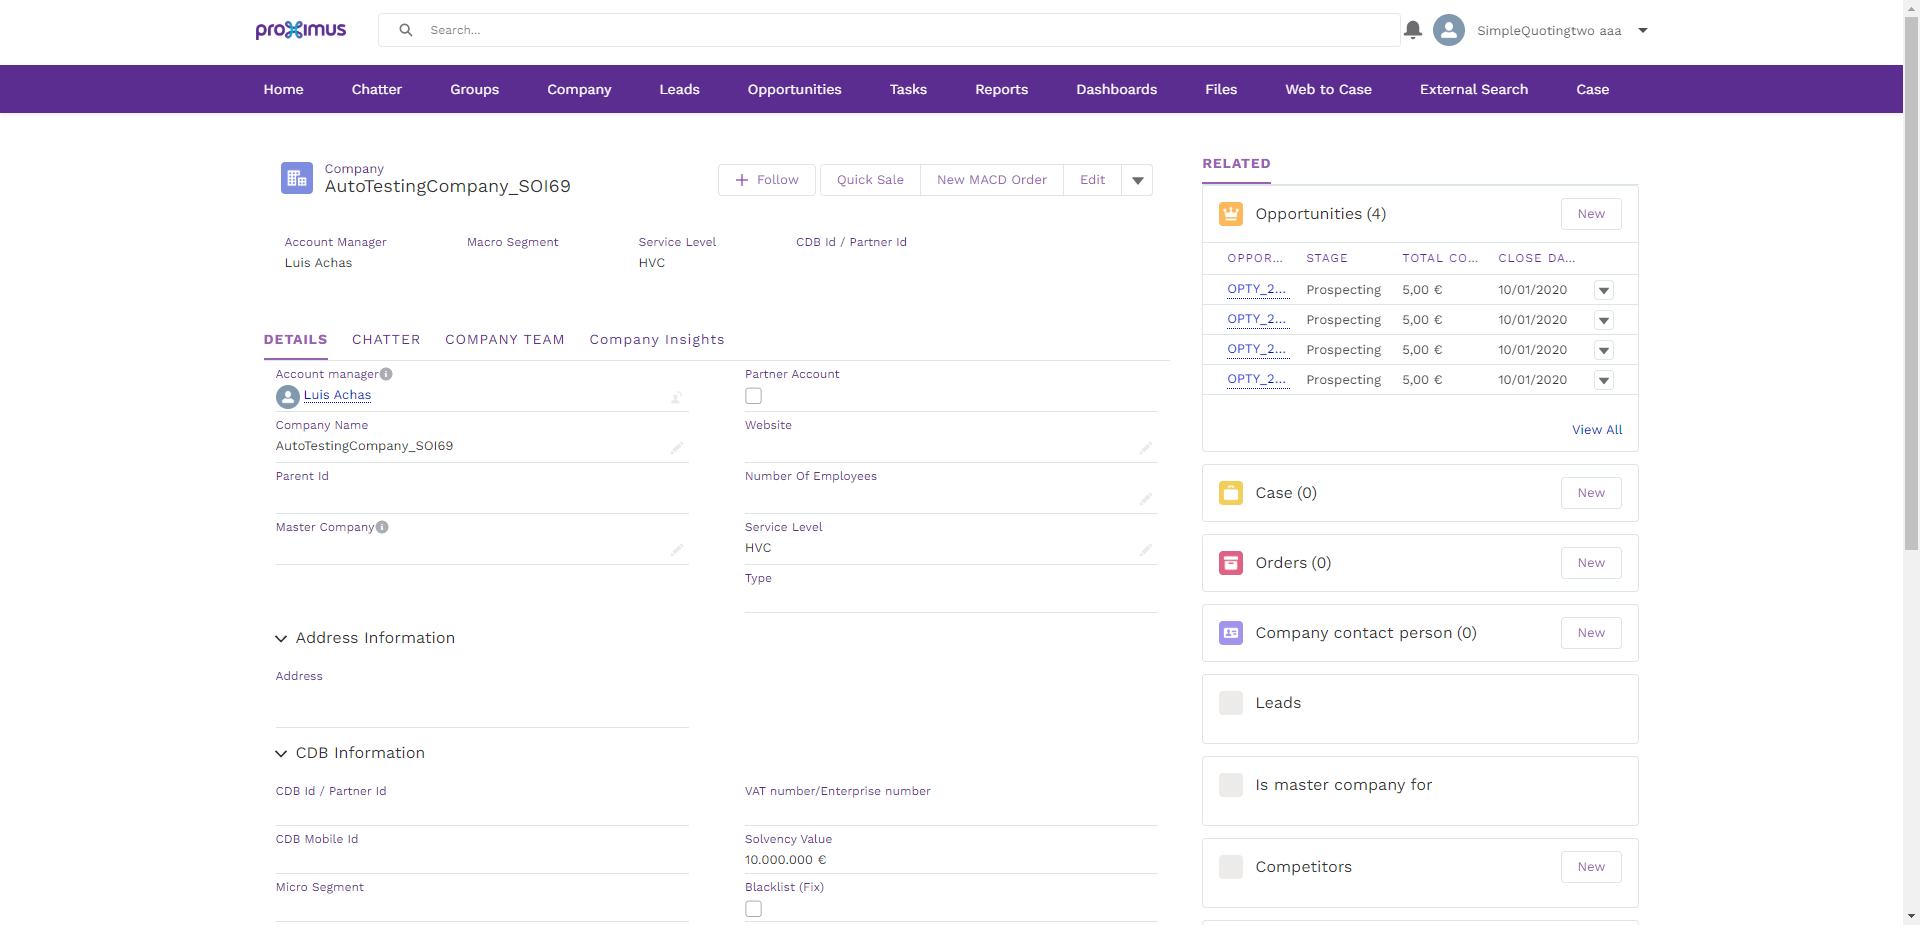 proximus
Search...
SimpleQuotingtwo aaa
Home Chatter Groups Company Leads Opportunities Tasks Reports Dashboards Files Web to Case External Search Case
Company
AutoTestingCompany_SOI69
Follow Quick Sale New MACD Order Edit
Account Manager Macro Segment Service Level CDB Id / Partner Id
Luis Achas HVC
DETAILS CHATTER COMPANY TEAM Company Insights
Account manager Partner Account
Luis Achas
Company Name Website
AutoTestingCompany_SOI69
Parent Id Number Of Employees
Master Company Service Level
HVC
Type
Address Information
Address
CDB Information
CDB Id / Partner Id VAT number/Enterprise number
CDB Mobile Id Solvency Value
10.000.000 €
Micro Segment Blacklist (Fix)
RELATED
Opportunities (4) New
OPPOR... STAGE TOTAL CO... CLOSE DA...
OPTY_2... Prospecting 5,00 € 10/01/2020
OPTY_2... Prospecting 5,00 € 10/01/2020
OPTY_2... Prospecting 5,00 € 10/01/2020
OPTY_2... Prospecting 5,00 € 10/01/2020
View All
Case (0) New
Orders (0) New
Company contact person (0) New
Leads
Is master company for
Competitors New